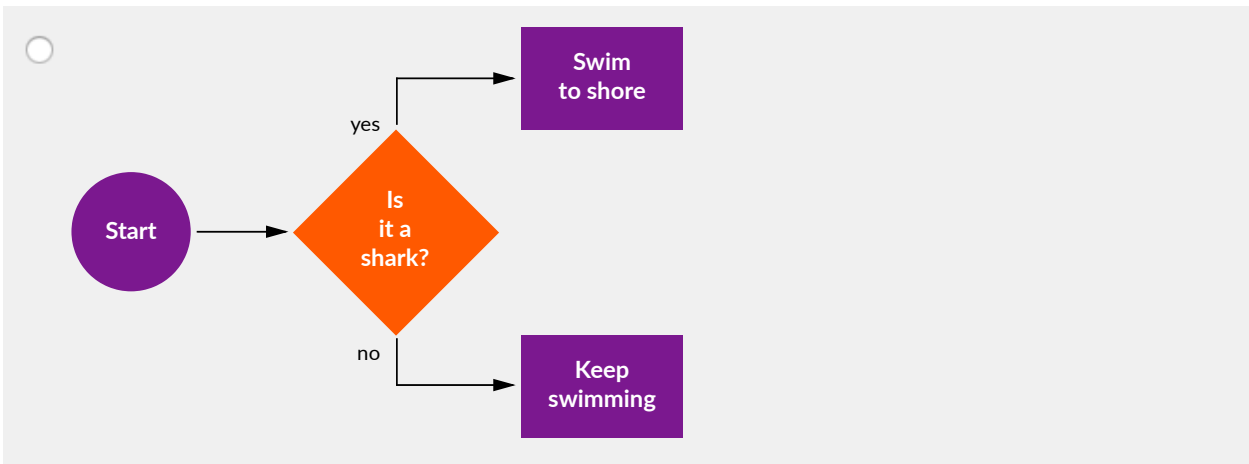 Swim
to shore
yes
Is
it a
shark?
Start
no
Keep
swimming